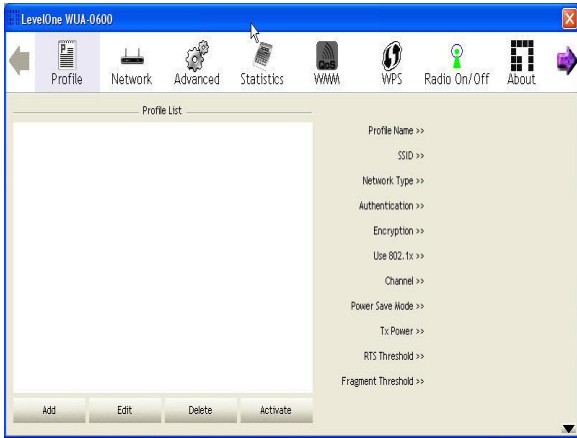 LevelOne WUA-0600
Profile Network Advanced Statistics QoS WMM WPS Radio On/Off About
Profile List
Profile Name >>
SSID >>
Network Type >>
Authentication >>
Encryption >>
Use 802.1x >>
Channel >>
Power Save Mode >>
Tx Power >>
RTS Threshold >>
Fragment Threshold >>
Add Edit Delete Activate